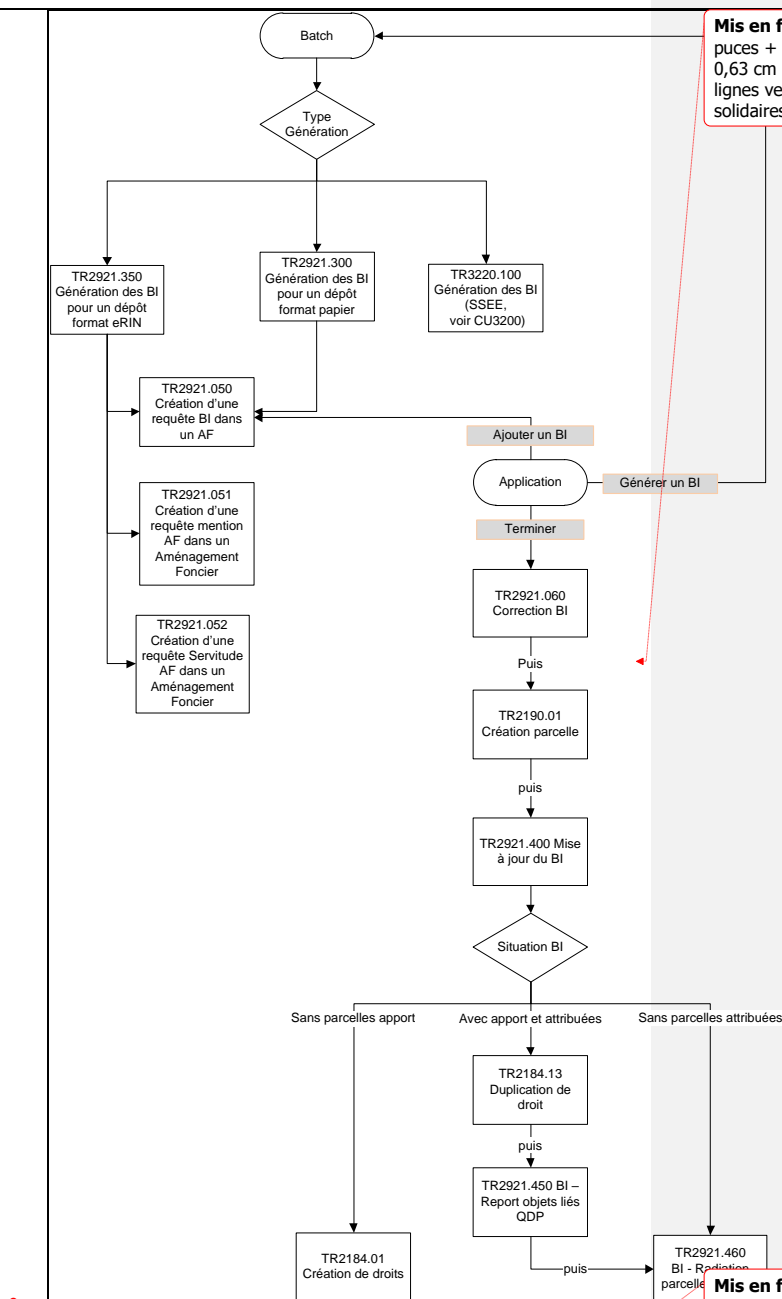 Batch
Mis en f
puces +
0,63 cm
lignes ve
solidaires
Type
Génération
TR2921.350
Génération des BI
pour un dépôt
format eRIN
TR2921.300
Génération des BI
pour un dépôt
format papier
TR3220.100
Génération des BI
(SSEE,
voir CU3200)
TR2921.050
Création d’une
requête BI dans
un AF
Ajouter un BI
Application
Générer un BI
Terminer
TR2921.051
Création d’une
requête mention
AF dans un
Aménagement
Foncier
TR2921.060
Correction BI
TR2921.052
Création d’une
requête Servitude
AF dans un
Aménagement
Foncier
Puis
TR2190.01
Création parcelle
puis
TR2921.400 Mise
à jour du BI
Situation BI
Sans parcelles apport
Avec apport et attribuées
Sans parcelles attribuées
TR2184.13
Duplication de
droit
puis
TR2921.450 BI –
Report objets liés
QDP
TR2184.01
Création de droits
puis
TR2921.460
BI - Radiation
parcelle
Mis en f